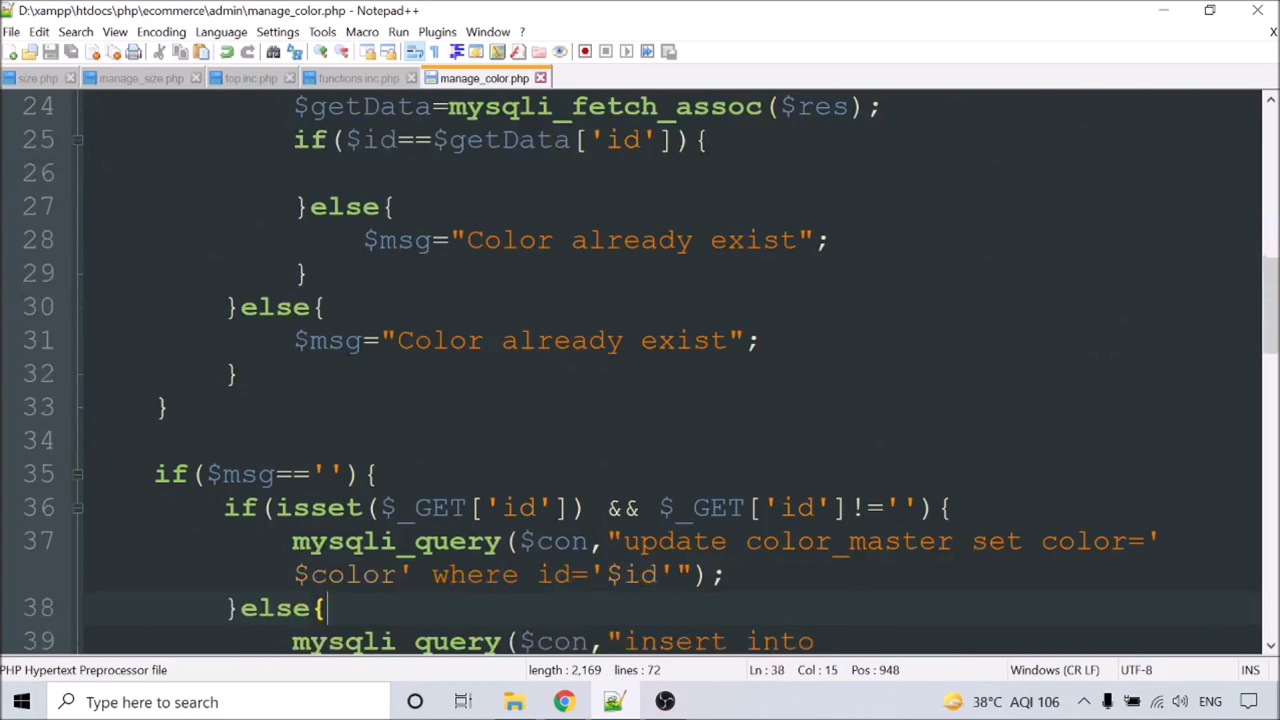 D:\xampp\htdocs\php\ecommerce\admin\manage_color.php - Notepad++
File Edit Search View Encoding Language Settings Tools Macro Run Plugins Window ? X
size.php manage_size.php top.inc.php functions.inc.php manage_color.php
24 $getData=mysqli_fetch_assoc($res);
25 if($id==$getData['id']){
26
27 }else{
28 $msg="Color already exist";
29 }
30 }else{
31 $msg="Color already exist";
32 }
33 }
34
35 if($msg==''){
36 if(isset($_GET['id']) && $_GET['id']!=''){
37 mysqli_query($con,"update color_master set color='
$color' where id='$id'");
38 }else{
39 mysqli_query($con,"insert into
PHP Hypertext Preprocessor file length : 2,169 lines : 72 Ln : 38 Col : 15 Pos : 948 Windows (CR LF) UTF-8 INS
Type here to search 38°C AQI 106 ENG